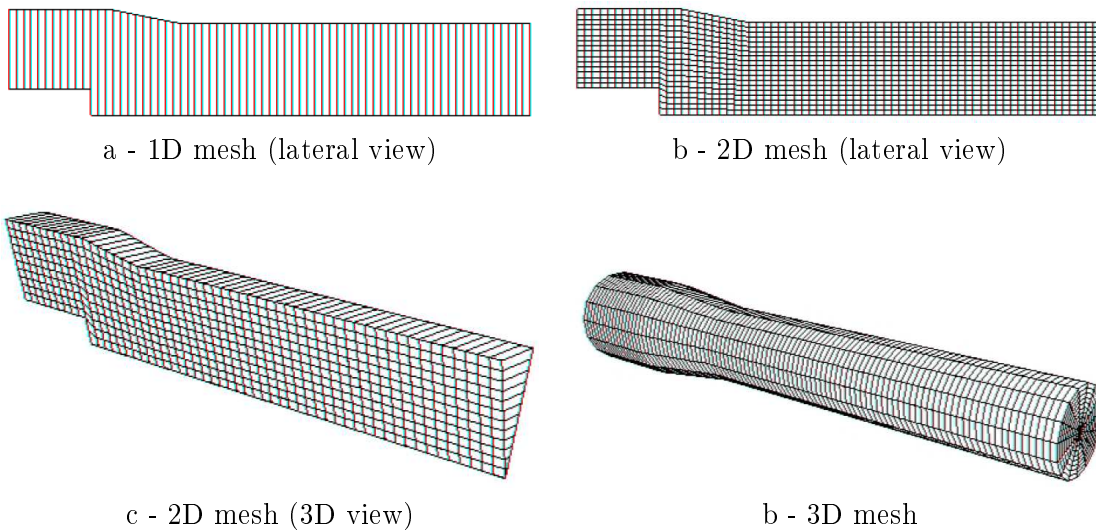 a - 1D mesh (lateral view)
b - 2D mesh (lateral view)
c - 2D mesh (3D view)
b - 3D mesh